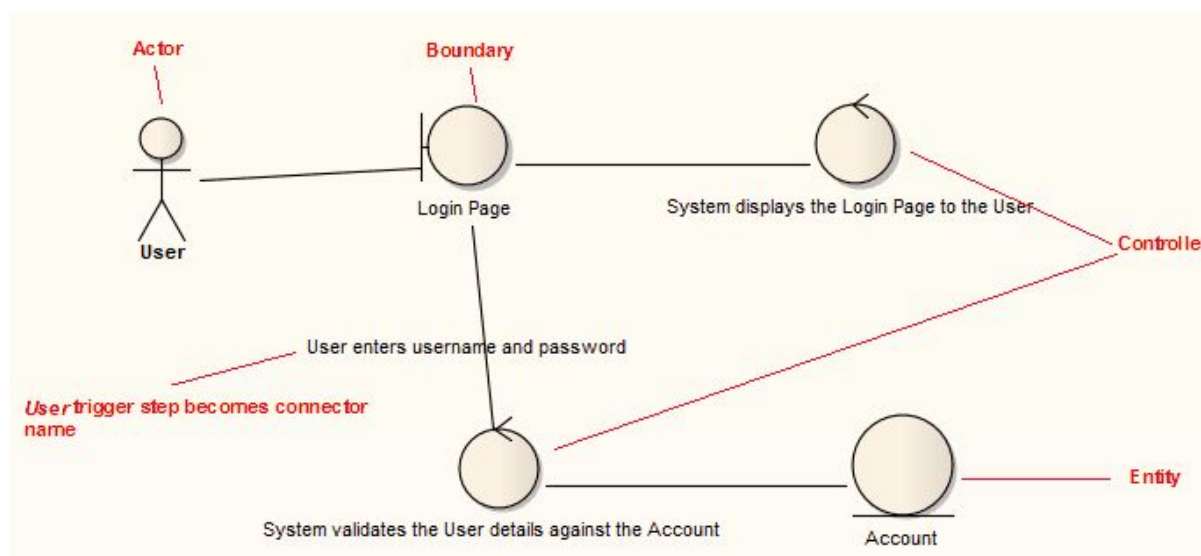 Actor
Boundary
Login Page
System displays the Login Page to the User
User
Controlle
User enters username and password
User trigger step becomes connector
name
Entity
System validates the User details against the Account
Account